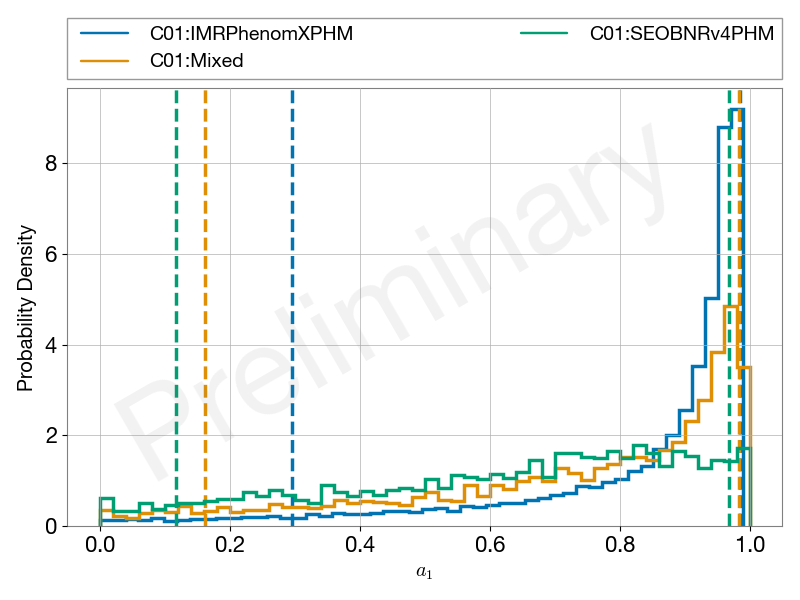 C01:IMRPhenomXPHM
C01:Mixed
C01:SEOBNRv4PHM
Preliminary
Probability Density
8
6
4
2
0
0.0 0.2 0.4 0.6 0.8 1.0
a₁